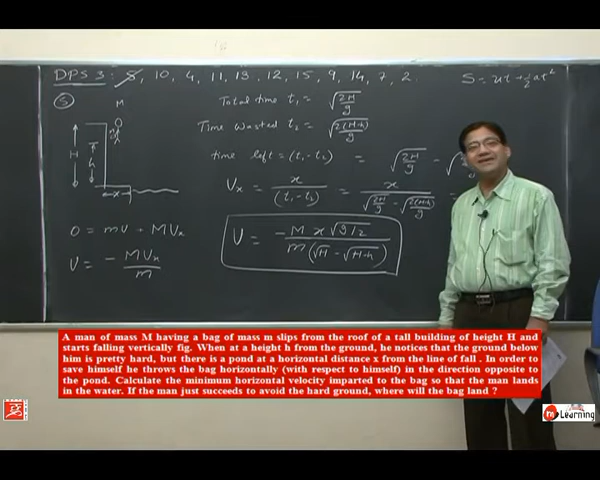 DPS 3 : 8, 10, 4, 11, 13, 12, 15, 9, 14, 7, 2.
S = ut + ½at²
S
M
Total time t₁ = √(2H/g)
Time wasted t₂ = √(2(H-h)/g)
H
h
x
time left = (t₁ - t₂) = √(2H/g) -
Vₓ = x/(t₁ - t₂) = x/(√(2H/g) - √(2(H-h)/g)) =
0 = mV + MVₓ
V = -MVₓ/m
V = -M x √(g/2)/m(√H - √(H-h))
A man of mass M having a bag of mass m slips from the roof of a tall building of height H and
starts falling vertically fig. When at a height h from the ground, he notices that the ground below
him is pretty hard, but there is a pond at a horizontal distance x from the line of fall . In order to
save himself he throws the bag horizontally (with respect to himself) in the direction opposite to
the pond. Calculate the minimum horizontal velocity imparted to the bag so that the man lands
in the water. If the man just succeeds to avoid the hard ground, where will the bag land ?
m Learning